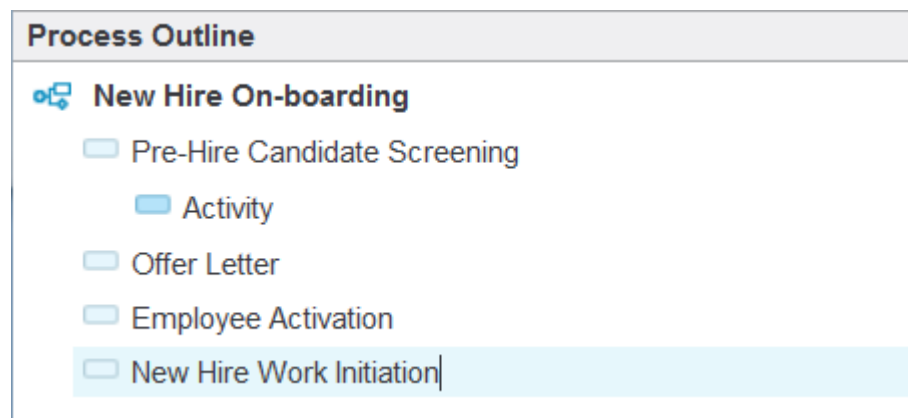 Process Outline
New Hire On-boarding
Pre-Hire Candidate Screening
Activity
Offer Letter
Employee Activation
New Hire Work Initiation